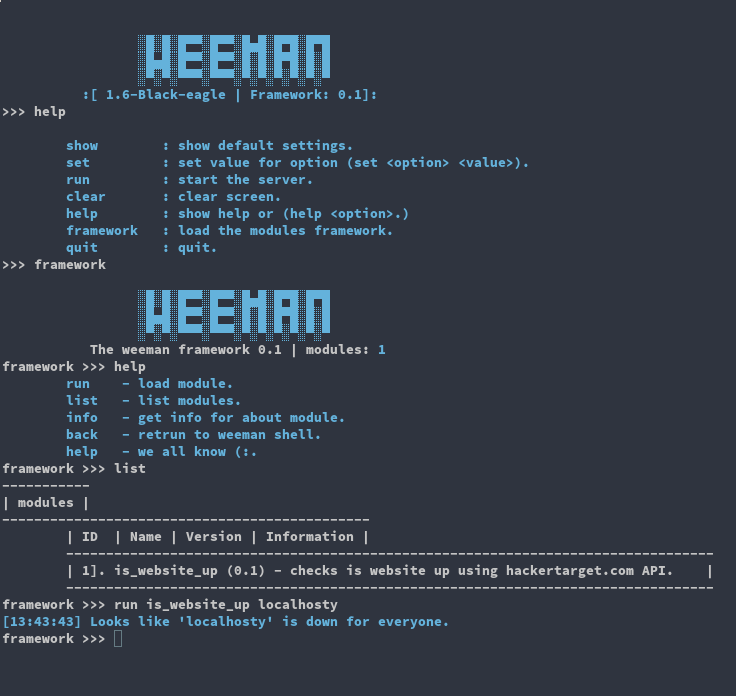 WEEMAN
:[ 1.6-Black-eagle | Framework: 0.1]:
>>> help
show : show default settings.
set : set value for option (set <option> <value>).
run : start the server.
clear : clear screen.
help : show help or (help <option>.)
framework : load the modules framework.
quit : quit.
>>> framework
WEEMAN
The weeman framework 0.1 | modules: 1
framework >>> help
run - load module.
list - list modules.
info - get info for about module.
back - retrun to weeman shell.
help - we all know (:.
framework >>> list
-----------
| modules |
----------------------------------------------
| ID | Name | Version | Information |
---------------------------------------------------------------------------------
| 1]. is_website_up (0.1) - checks is website up using hackertarget.com API. |
---------------------------------------------------------------------------------
framework >>> run is_website_up localhosty
[13:43:43] Looks like 'localhosty' is down for everyone.
framework >>>